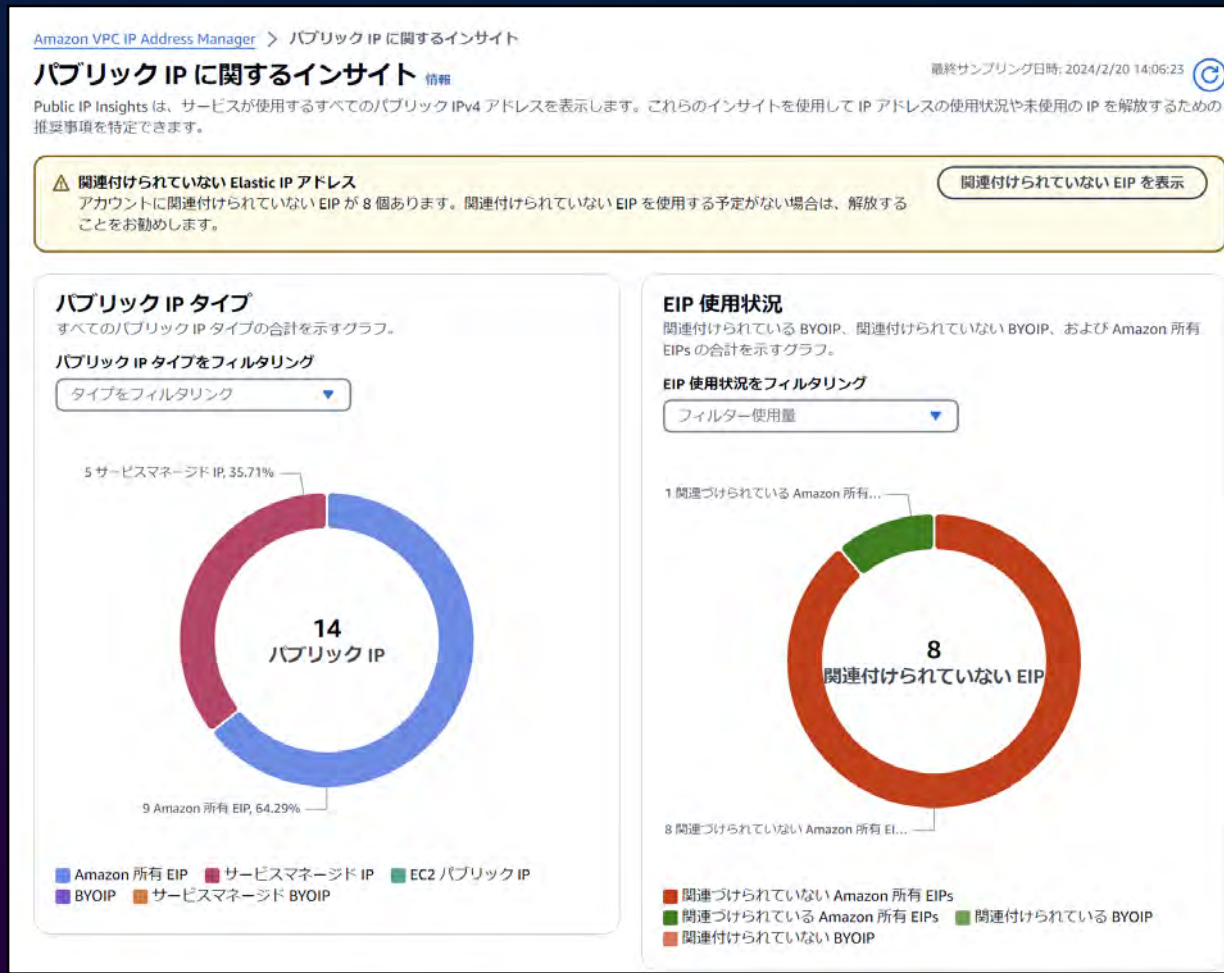 Amazon VPC IP Address Manager > パブリック IP に関するインサイト
パブリック IP に関するインサイト 情報
最終サンプリング日時: 2024/2/20 14:06:23
Public IP Insights は、サービスが使用するすべてのパブリック IPv4 アドレスを表示します。これらのインサイトを使用して IP アドレスの使用状況や未使用の IP を解放するための
推奨事項を特定できます。
関連付けられていない Elastic IP アドレス
アカウントに関連付けられていない EIP が 8 個あります。関連付けられていない EIP を使用する予定がない場合は、解放する
ことをお勧めします。
関連付けられていない EIP を表示
パブリック IP タイプ
すべてのパブリック IP タイプの合計を示すグラフ。
パブリック IP タイプをフィルタリング
タイプをフィルタリング
5 サービスマネージド IP, 35.71%
14
パブリック IP
9 Amazon 所有 EIP, 64.29%
Amazon 所有 EIP サービスマネージド IP EC2 パブリック IP
BYOIP サービスマネージド BYOIP
EIP 使用状況
関連付けられている BYOIP、関連付けられていない BYOIP、および Amazon 所有
EIPs の合計を示すグラフ。
EIP 使用状況をフィルタリング
フィルター使用量
1 関連づけられている Amazon 所有...
8
関連付けられていない EIP
8 関連づけられていない Amazon 所有 EI...
関連づけられていない Amazon 所有 EIPs
関連づけられている Amazon 所有 EIPs 関連付けられている BYOIP
関連付けられていない BYOIP